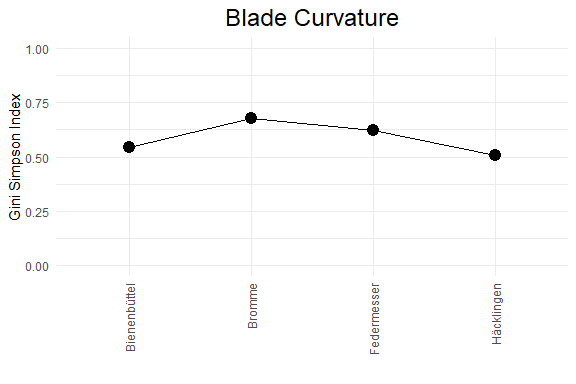 Blade Curvature
Gini Simpson Index
1.00
0.75
0.50
0.25
0.00
Bienenbüttel
Bromme
Federmesser
Häcklingen